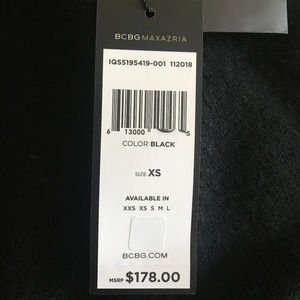 BCBGMAXAZRIA
IQS5195419-001 112018
6 13000 5
COLOR BLACK
SIZE XS
AVAILABLE IN
XXS XS S M L
BCBG.COM
MSRP $178.00